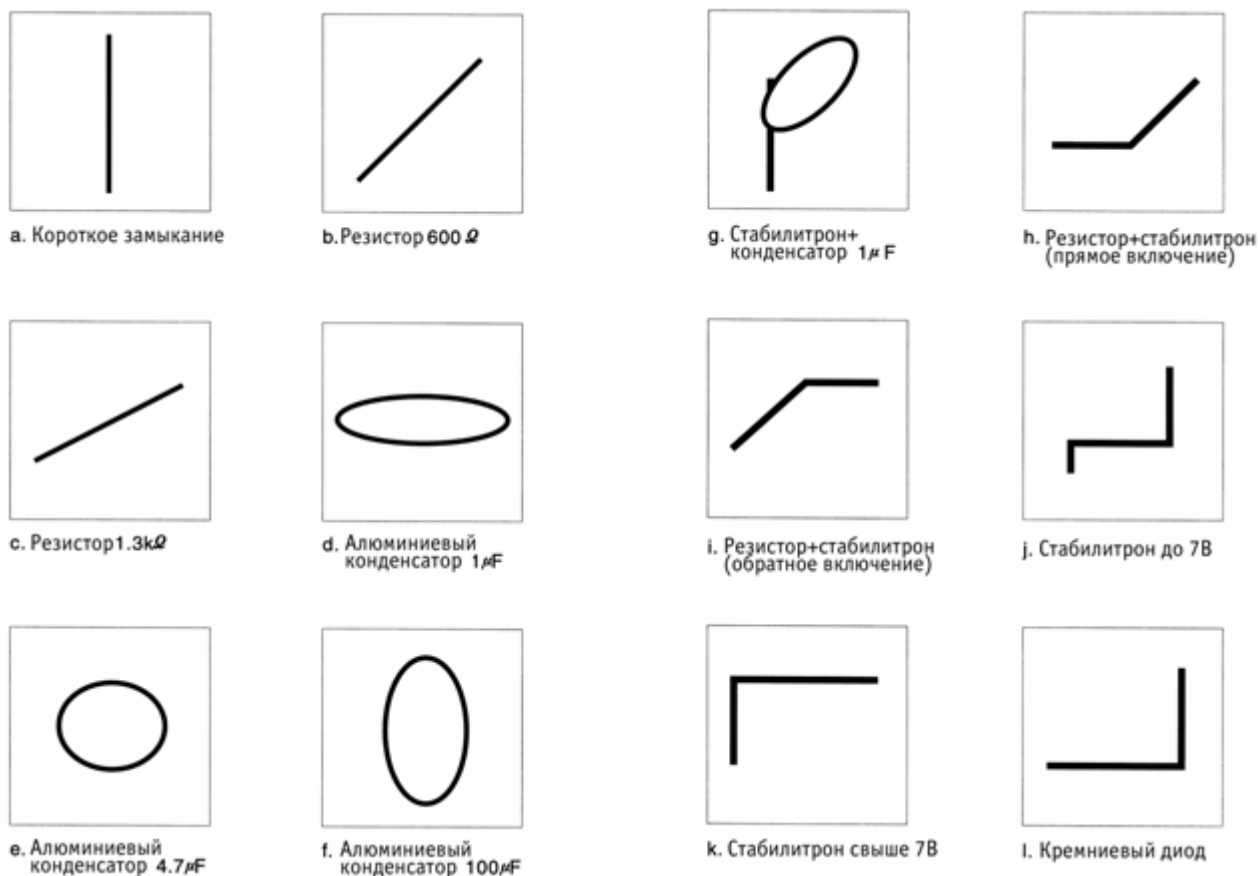 a. Короткое замыкание
b. Резистор 600 Ω
g. Стабилитрон+
конденсатор 1μF
h. Резистор+стабилитрон
(прямое включение)
c. Резистор 1.3kΩ
d. Алюминиевый
конденсатор 1μF
i. Резистор+стабилитрон
(обратное включение)
j. Стабилитрон до 7В
e. Алюминиевый
конденсатор 4.7μF
f. Алюминиевый
конденсатор 100μF
k. Стабилитрон свыше 7В
l. Кремниевый диод